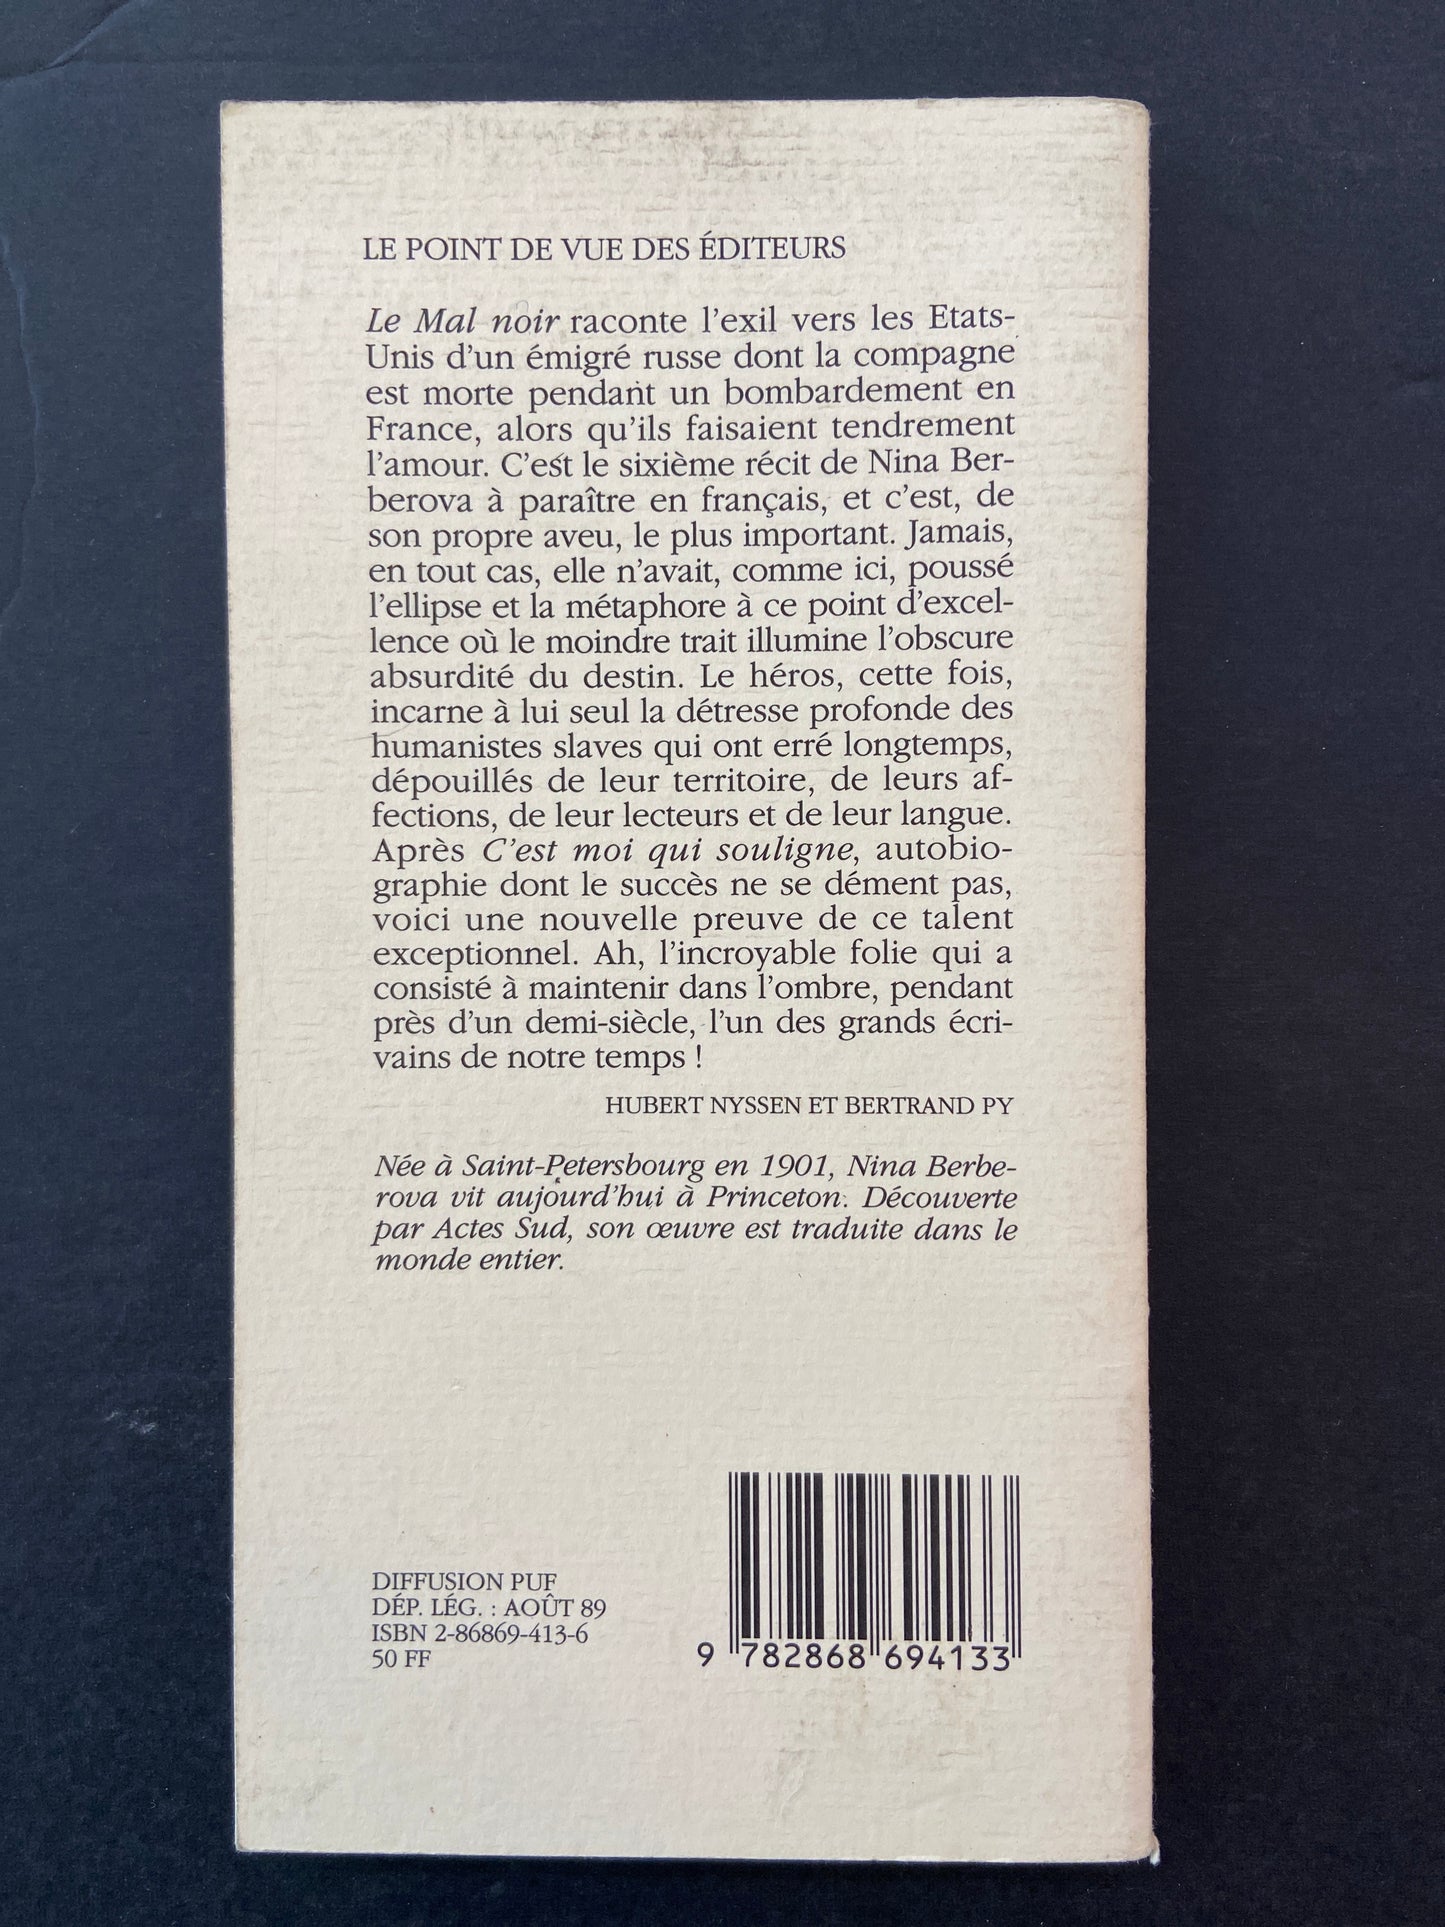 LE POINT DE VUE DES ÉDITEURS
Le Mal noir raconte l'exil vers les Etats-
Unis d'un émigré russe dont la compagne
est morte pendant un bombardement en
France, alors qu'ils faisaient tendrement
l'amour. C'est le sixième récit de Nina Ber-
berova à paraître en français, et c'est, de
son propre aveu, le plus important. Jamais,
en tout cas, elle n'avait, comme ici, poussé
l'ellipse et la métaphore à ce point d'excel-
lence où le moindre trait illumine l'obscure
absurdité du destin. Le héros, cette fois,
incarne à lui seul la détresse profonde des
humanistes slaves qui ont erré longtemps,
dépouillés de leur territoire, de leurs af-
fections, de leur lecteurs et de leur langue.
Après C'est moi qui souligne, autobio-
graphie dont le succès ne se dément pas,
voici une nouvelle preuve de ce talent
exceptionnel. Ah, l'incroyable folie qui a
consisté à maintenir dans l'ombre, pendant
près d'un demi-siècle, l'un des grands écri-
vains de notre temps !
HUBERT NYSSEN ET BERTRAND PY
Née à Saint-Petersbourg en 1901, Nina Berbe-
rova vit aujourd'hui à Princeton. Découverte
par Actes Sud, son œuvre est traduite dans le
monde entier.
DIFFUSION PUF
DÉP. LÉG. : AOÛT 89
ISBN 2-86869-413-6
50 FF
9 782868 694133